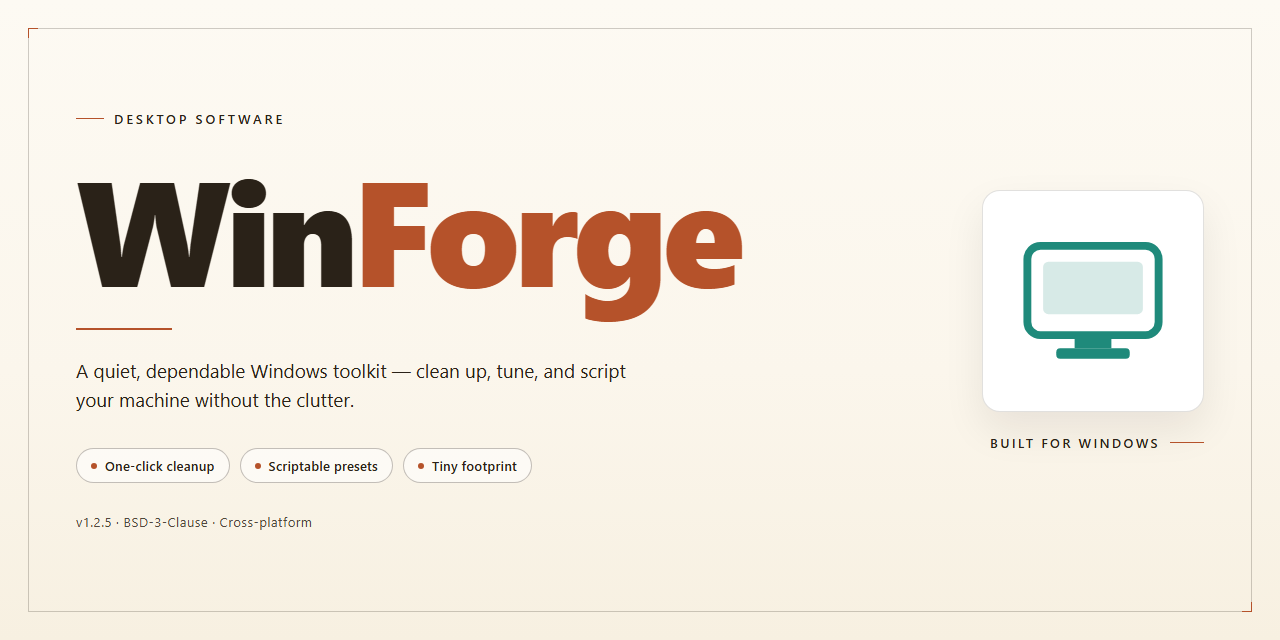 DESKTOP SOFTWARE
WinForge
A quiet, dependable Windows toolkit — clean up, tune, and script
your machine without the clutter.
One-click cleanup
Scriptable presets
Tiny footprint
v1.2.5 · BSD-3-Clause · Cross-platform
BUILT FOR WINDOWS